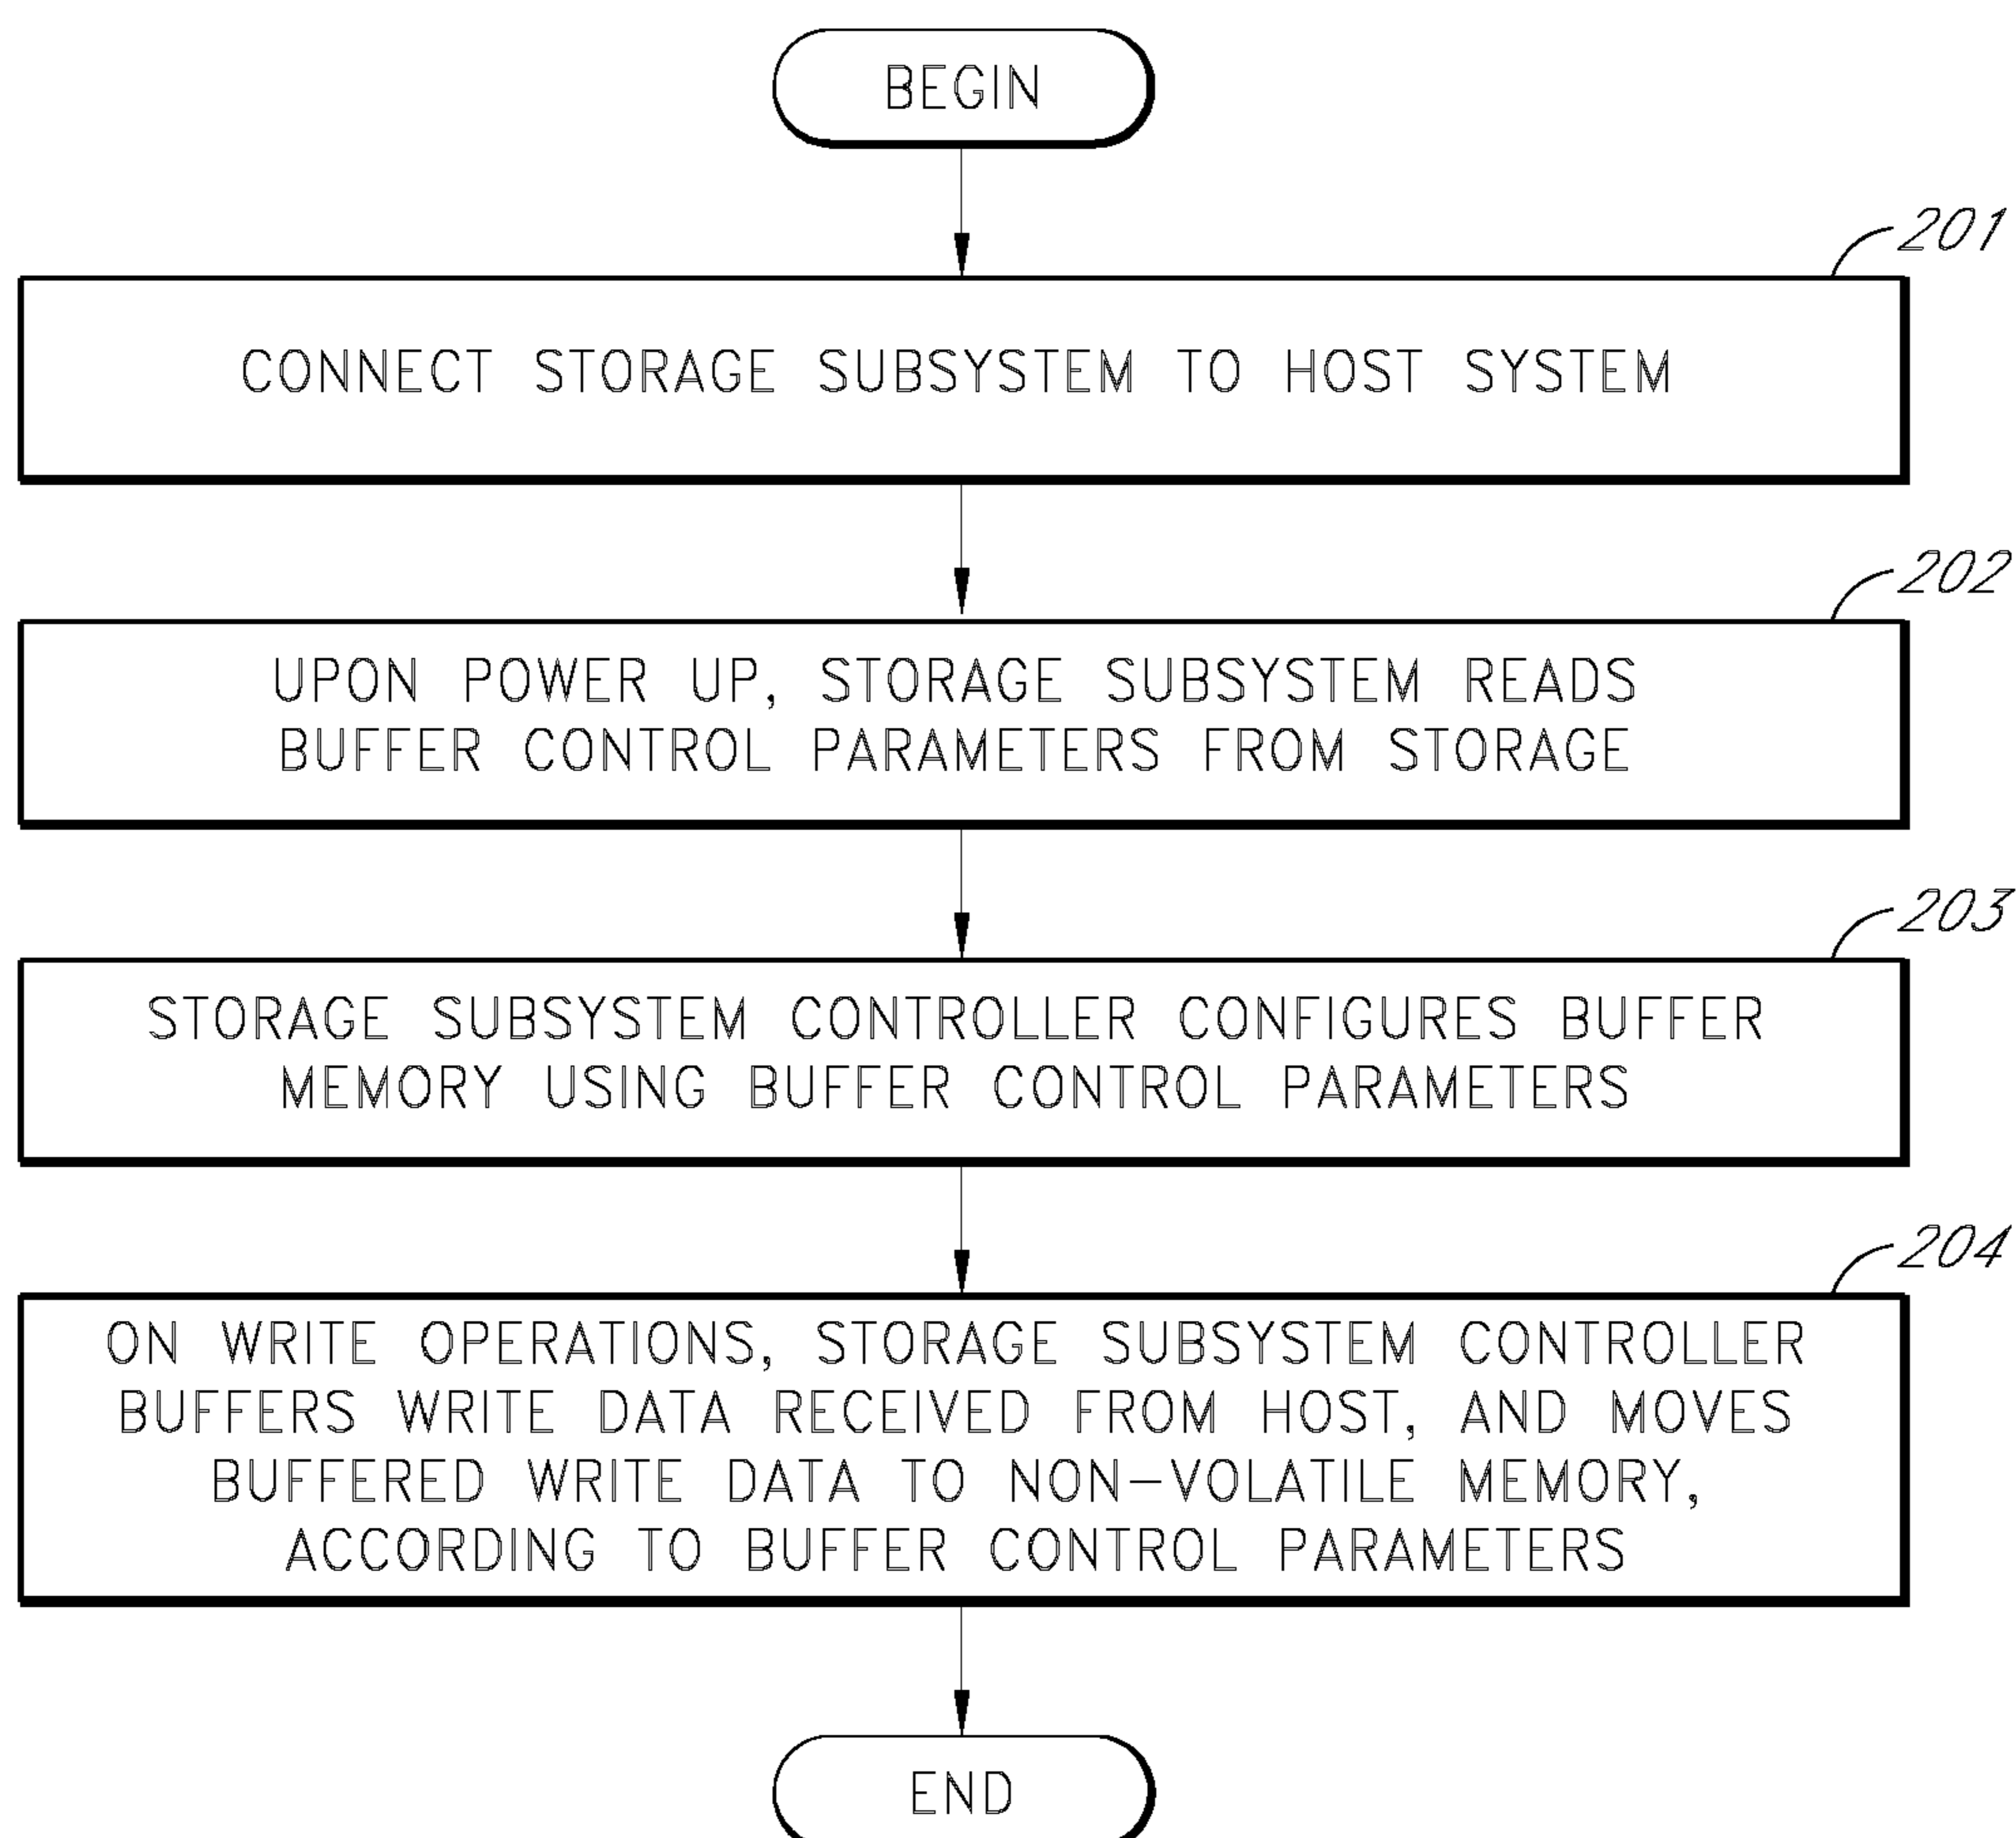 BEGIN
201
CONNECT STORAGE SUBSYSTEM TO HOST SYSTEM
202
UPON POWER UP, STORAGE SUBSYSTEM READS
BUFFER CONTROL PARAMETERS FROM STORAGE
203
STORAGE SUBSYSTEM CONTROLLER CONFIGURES BUFFER
MEMORY USING BUFFER CONTROL PARAMETERS
204
ON WRITE OPERATIONS, STORAGE SUBSYSTEM CONTROLLER
BUFFERS WRITE DATA RECEIVED FROM HOST, AND MOVES
BUFFERED WRITE DATA TO NON-VOLATILE MEMORY,
ACCORDING TO BUFFER CONTROL PARAMETERS
END